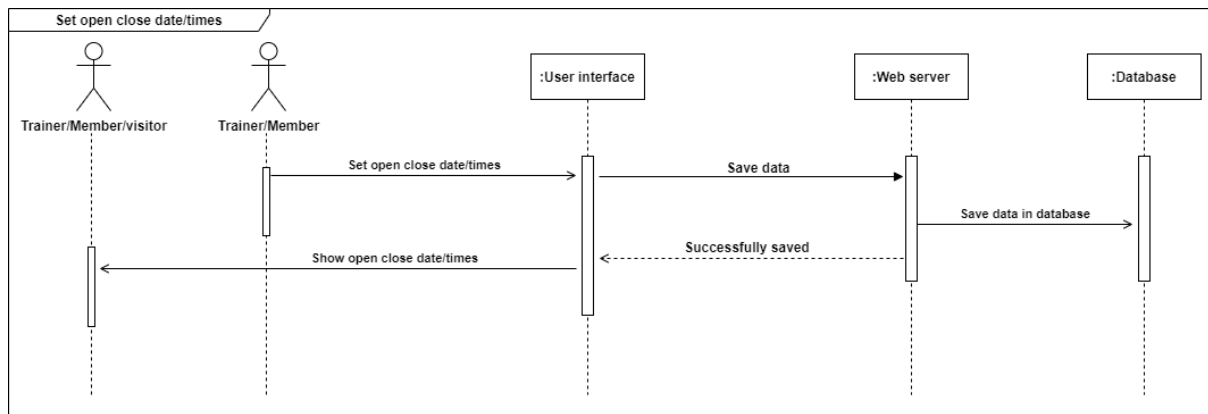 Set open close date/times
:User interface
:Web server
:Database
Trainer/Member/visitor
Trainer/Member
Set open close date/times
Save data
Save data in database
Successfully saved
Show open close date/times